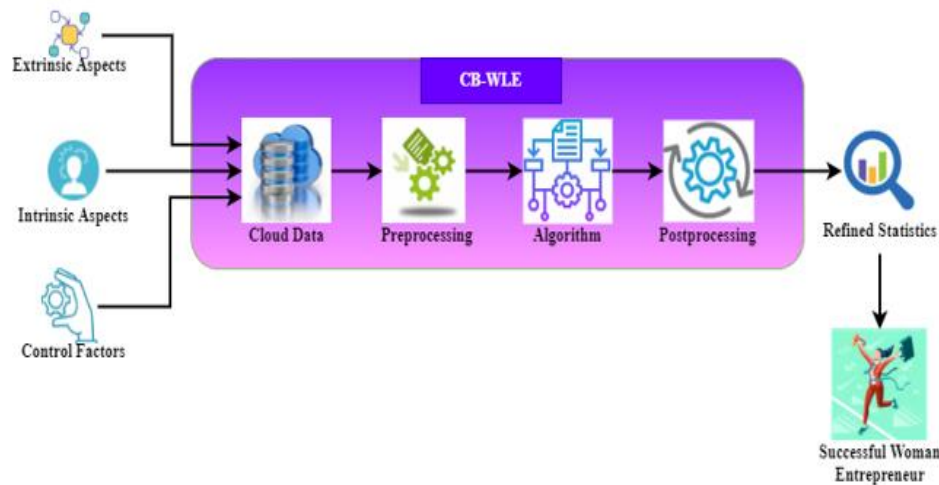 Extrinsic Aspects
CB-WLE
Intrinsic Aspects
Cloud Data
Preprocessing
Algorithm
Postprocessing
Refined Statistics
Control Factors
Successful Woman
Entrepreneur